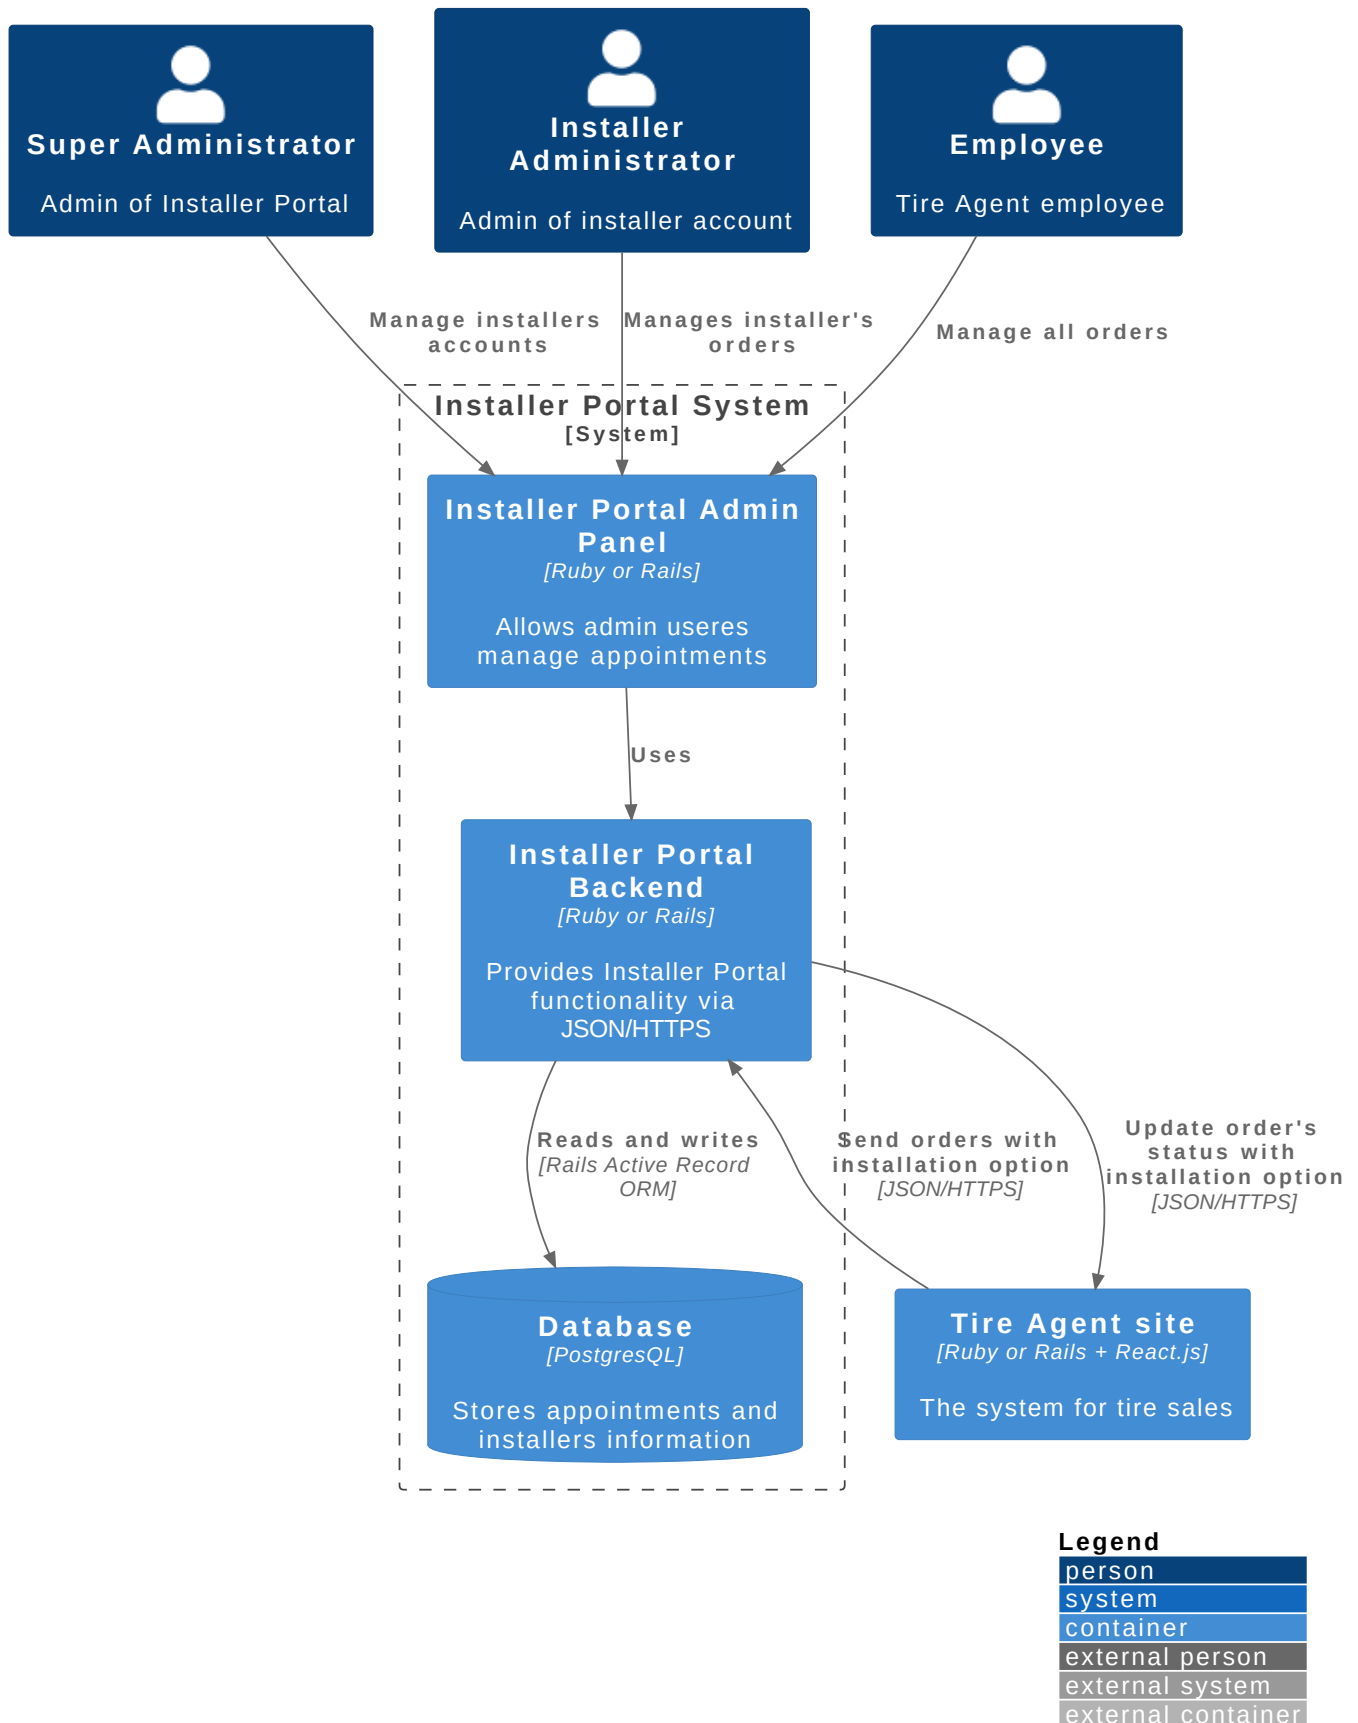 Super Administrator
Admin of Installer Portal
Installer
Administrator
Admin of installer account
Employee
Tire Agent employee
Manage installers
accounts
Manages installer's
orders
Manage all orders
Installer Portal System
[System]
Installer Portal Admin
Panel
[Ruby or Rails]
Allows admin useres
manage appointments
Uses
Installer Portal
Backend
[Ruby or Rails]
Provides Installer Portal
functionality via
JSON/HTTPS
Reads and writes
[Rails Active Record
ORM]
Send orders with
installation option
[JSON/HTTPS]
Update order's
status with
installation option
[JSON/HTTPS]
Database
[PostgresQL]
Stores appointments and
installers information
Tire Agent site
[Ruby or Rails + React.js]
The system for tire sales
Legend
person
system
container
external person
external system
external container